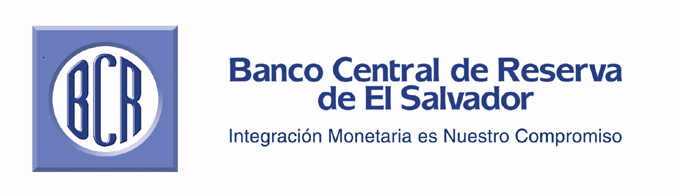 BCR
Banco Central de Reserva
de El Salvador
Integración Monetaria es Nuestro Compromiso